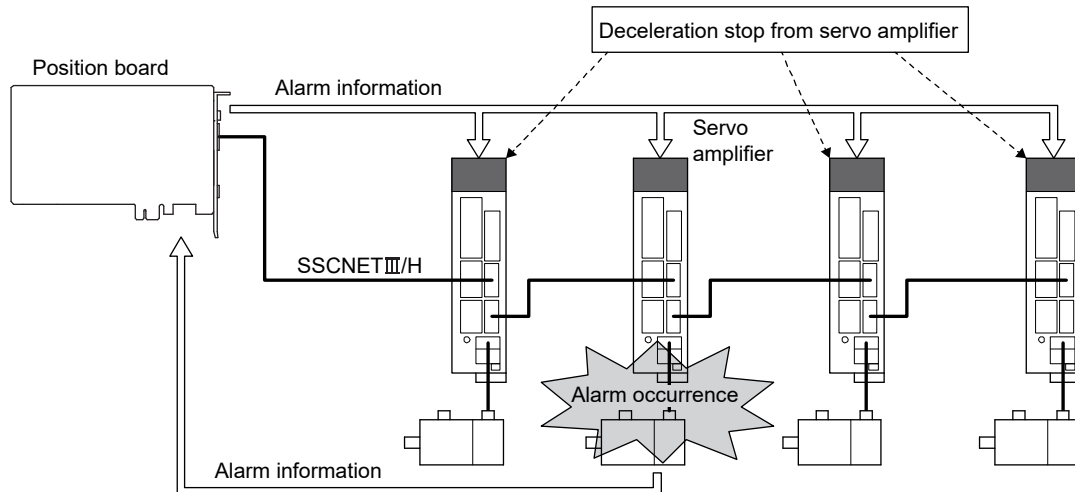 Deceleration stop from servo amplifier
Position board
Alarm information
Servo
amplifier
SSCNETⅢ/H
Alarm occurrence
Alarm information